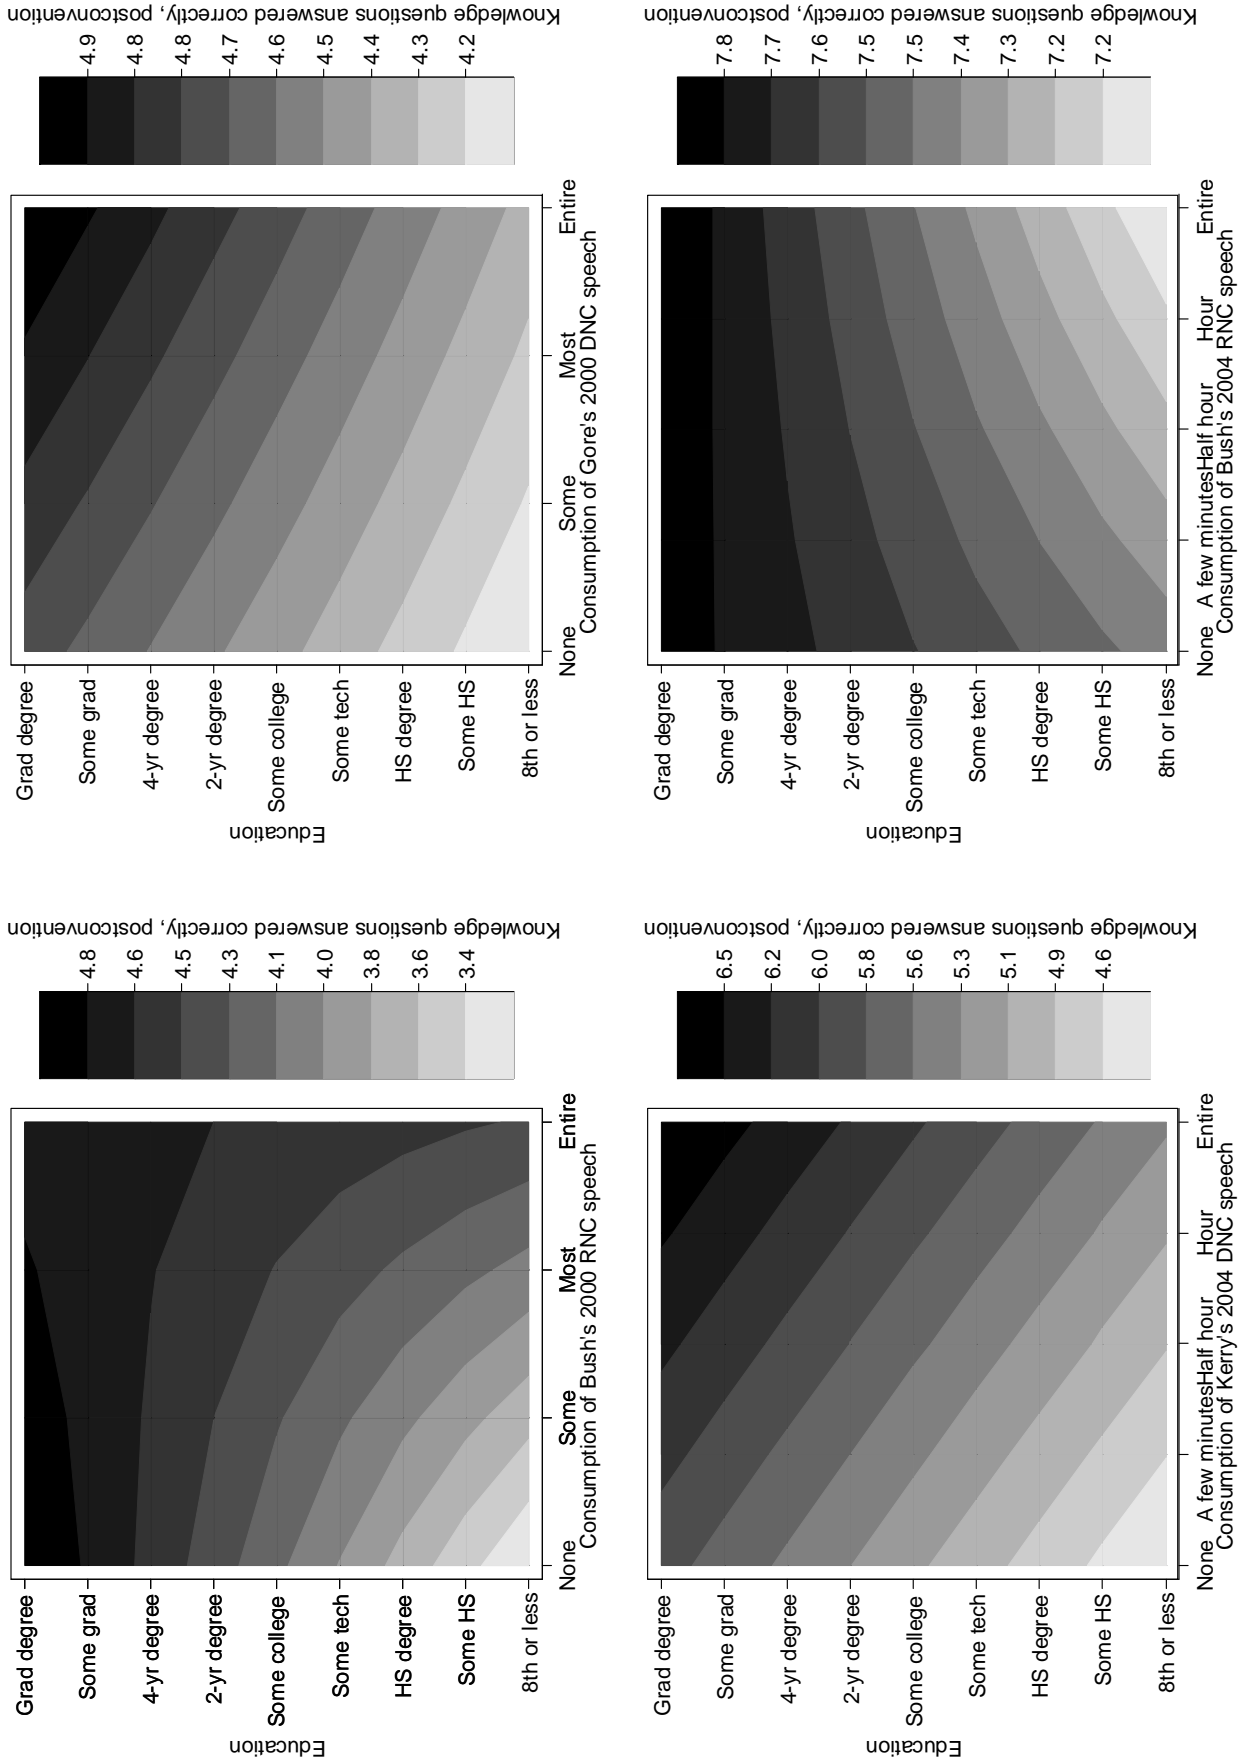 Education
Grad degree
Some grad
4-yr degree
2-yr degree
Some college
Some tech
HS degree
Some HS
8th or less
None
Some
Most
Entire
Consumption of Bush's 2000 RNC speech
4.8
4.6
4.5
4.3
4.1
4.0
3.8
3.6
3.4
Knowledge questions answered correctly, postconvention
Education
Grad degree
Some grad
4-yr degree
2-yr degree
Some college
Some tech
HS degree
Some HS
8th or less
None
Some
Most
Entire
Consumption of Gore's 2000 DNC speech
4.9
4.8
4.8
4.7
4.6
4.5
4.4
4.3
4.2
Knowledge questions answered correctly, postconvention
Education
Grad degree
Some grad
4-yr degree
2-yr degree
Some college
Some tech
HS degree
Some HS
8th or less
None
A few minutes
Half hour
Hour
Entire
Consumption of Kerry's 2004 DNC speech
6.5
6.2
6.0
5.8
5.6
5.3
5.1
4.9
4.6
Knowledge questions answered correctly, postconvention
Education
Grad degree
Some grad
4-yr degree
2-yr degree
Some college
Some tech
HS degree
Some HS
8th or less
None
A few minutes
Half hour
Hour
Entire
Consumption of Bush's 2004 RNC speech
7.8
7.7
7.6
7.5
7.5
7.4
7.3
7.2
7.2
Knowledge questions answered correctly, postconvention